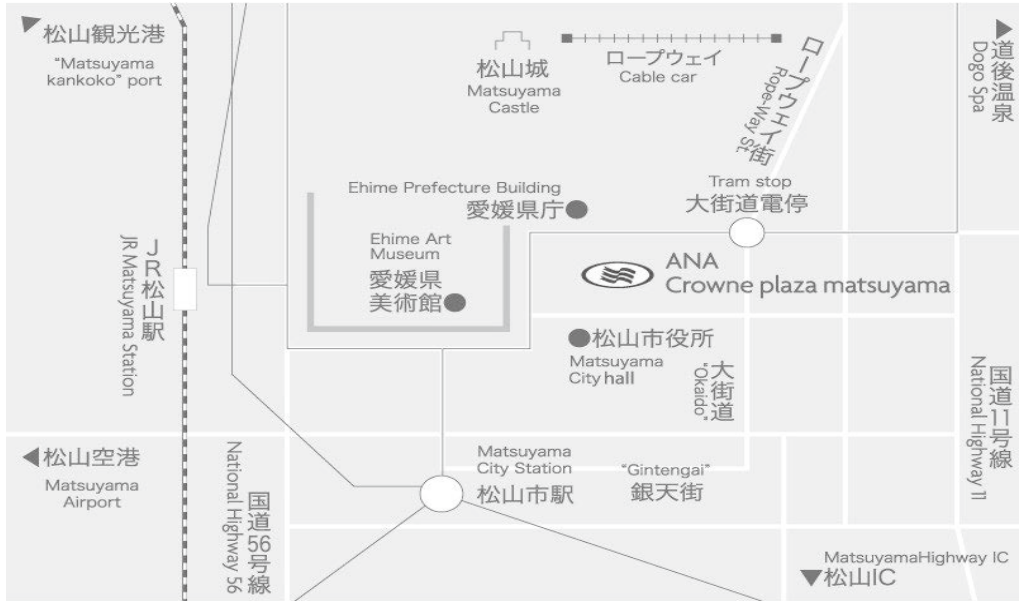 松山観光港
"Matsuyama
kankoko" port
松山城
Matsuyama
Castle
ロープウェイ
Cable car
ロープウェイ街
Rope-Way St.
道後温泉
Dogo Spa
Ehime Prefecture Building
愛媛県庁
Tram stop
大街道電停
Ehime Art
Museum
愛媛県
美術館
ANA
Crowne plaza matsuyama
JR松山駅
JR Matsuyama Station
松山市役所
Matsuyama
City hall
大街道
"Okaido"
国道11号線
National Highway 11
松山空港
Matsuyama
Airport
国道56号線
National Highway 56
Matsuyama
City Station
松山市駅
"Gintengai"
銀天街
MatsuyamaHighway IC
松山IC